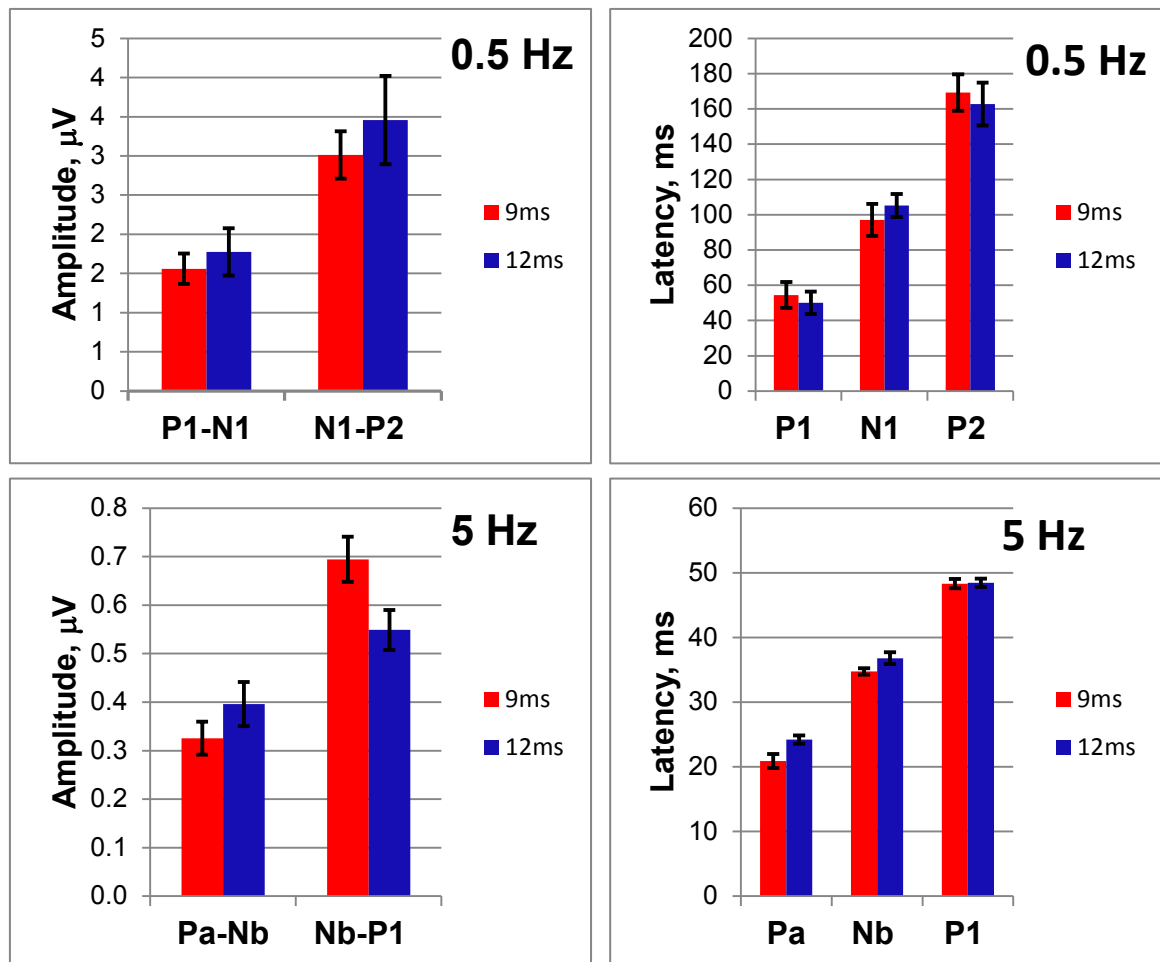 0.5 Hz
Amplitude, μV
5
4
4
3
3
2
2
1
1
0
P1-N1 N1-P2
9ms
12ms
0.5 Hz
Latency, ms
200
180
160
140
120
100
80
60
40
20
0
P1 N1 P2
9ms
12ms
5 Hz
Amplitude, μV
0.8
0.7
0.6
0.5
0.4
0.3
0.2
0.1
0.0
Pa-Nb Nb-P1
9ms
12ms
5 Hz
Latency, ms
60
50
40
30
20
10
0
Pa Nb P1
9ms
12ms